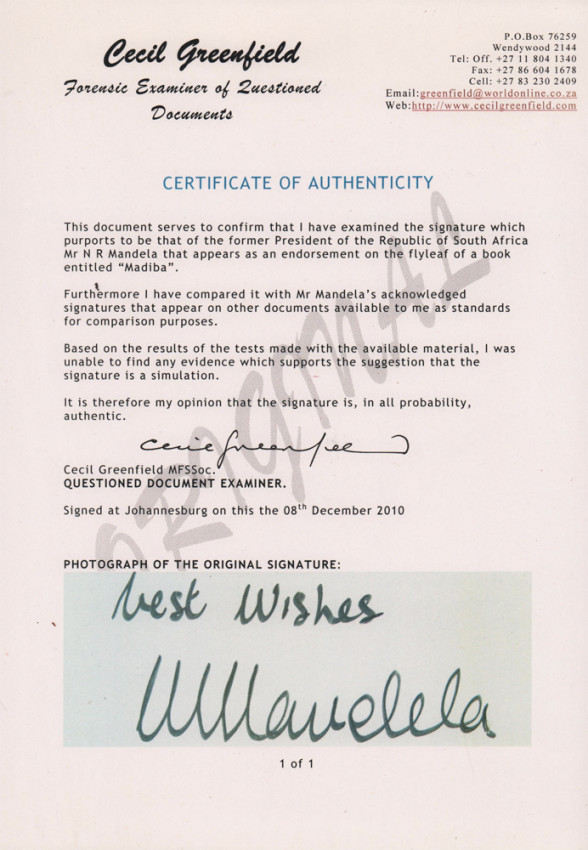 Cecil Greenfield
Forensic Examiner of Questioned
Documents
P.O.Box 76259
Wendywood 2144
Tel: Off. +27 11 804 1340
Fax: +27 86 604 1678
Cell: +27 83 230 2409
Email:greenfield@worldonline.co.za
Web:http://www.cecilgreenfield.com
CERTIFICATE OF AUTHENTICITY
This document serves to confirm that I have examined the signature which
purports to be that of the former President of the Republic of South Africa
Mr N R Mandela that appears as an endorsement on the flyleaf of a book
entitled “Madiba”.
Furthermore I have compared it with Mr Mandela’s acknowledged
signatures that appear on other documents available to me as standards
for comparison purposes.
Based on the results of the tests made with the available material, I was
unable to find any evidence which supports the suggestion that the
signature is a simulation.
It is therefore my opinion that the signature is, in all probability,
authentic.
Cecil Greenfield
Cecil Greenfield MFSSoc.
QUESTIONED DOCUMENT EXAMINER.
Signed at Johannesburg on this the 08th December 2010
ORIGINAL
PHOTOGRAPH OF THE ORIGINAL SIGNATURE:
best Wishes
NMandela
1 of 1